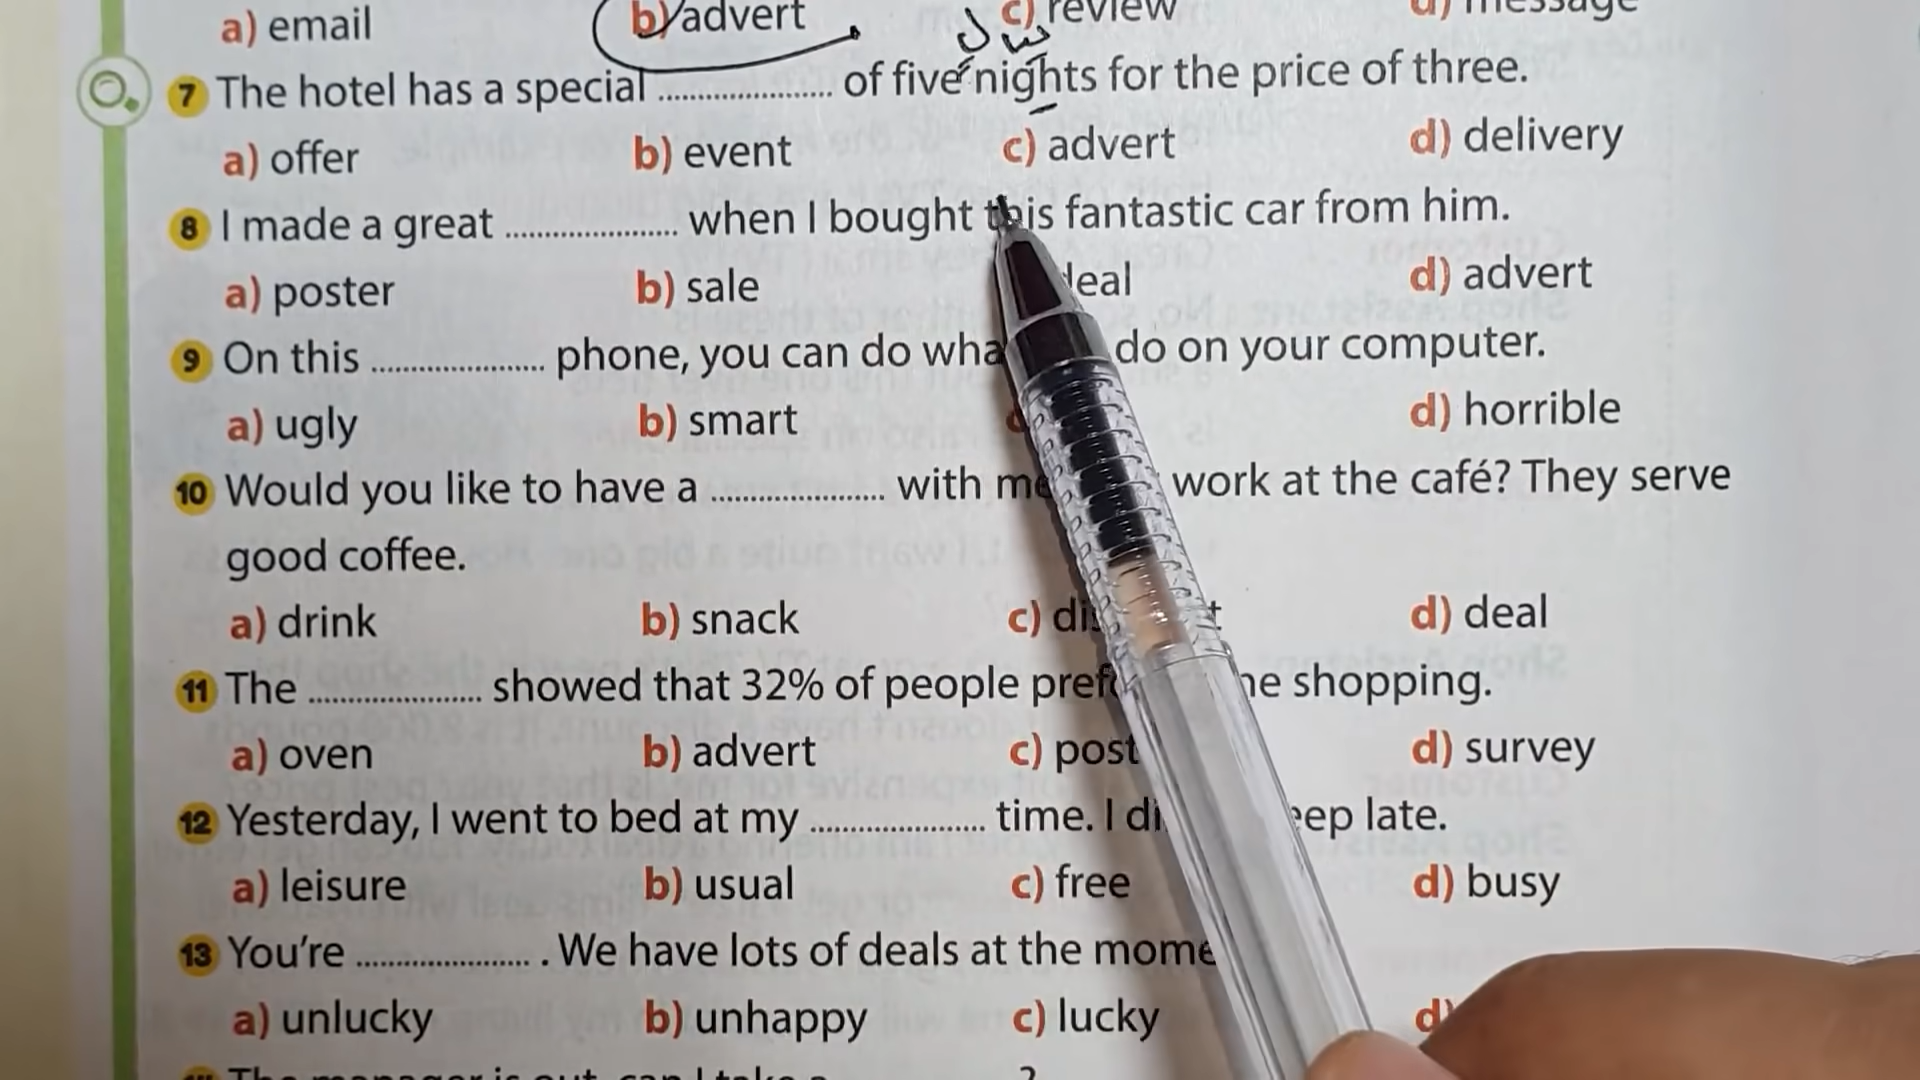 a) email b) advert c) review d) message
7 The hotel has a special .................... of five nights for the price of three.
a) offer b) event c) advert d) delivery
8 I made a great .................... when I bought this fantastic car from him.
a) poster b) sale deal d) advert
9 On this .................... phone, you can do do on your computer.
a) ugly b) smart d) horrible
10 Would you like to have a .................... with me work at the café? They serve
good coffee.
a) drink b) snack c) d) deal
11 The .................... showed that 32% of people shopping.
a) oven b) advert c) post d) survey
12 Yesterday, I went to bed at my .................... time. I late.
a) leisure b) usual c) free d) busy
13 You're .................... . We have lots of deals at the
a) unlucky b) unhappy c) lucky d)